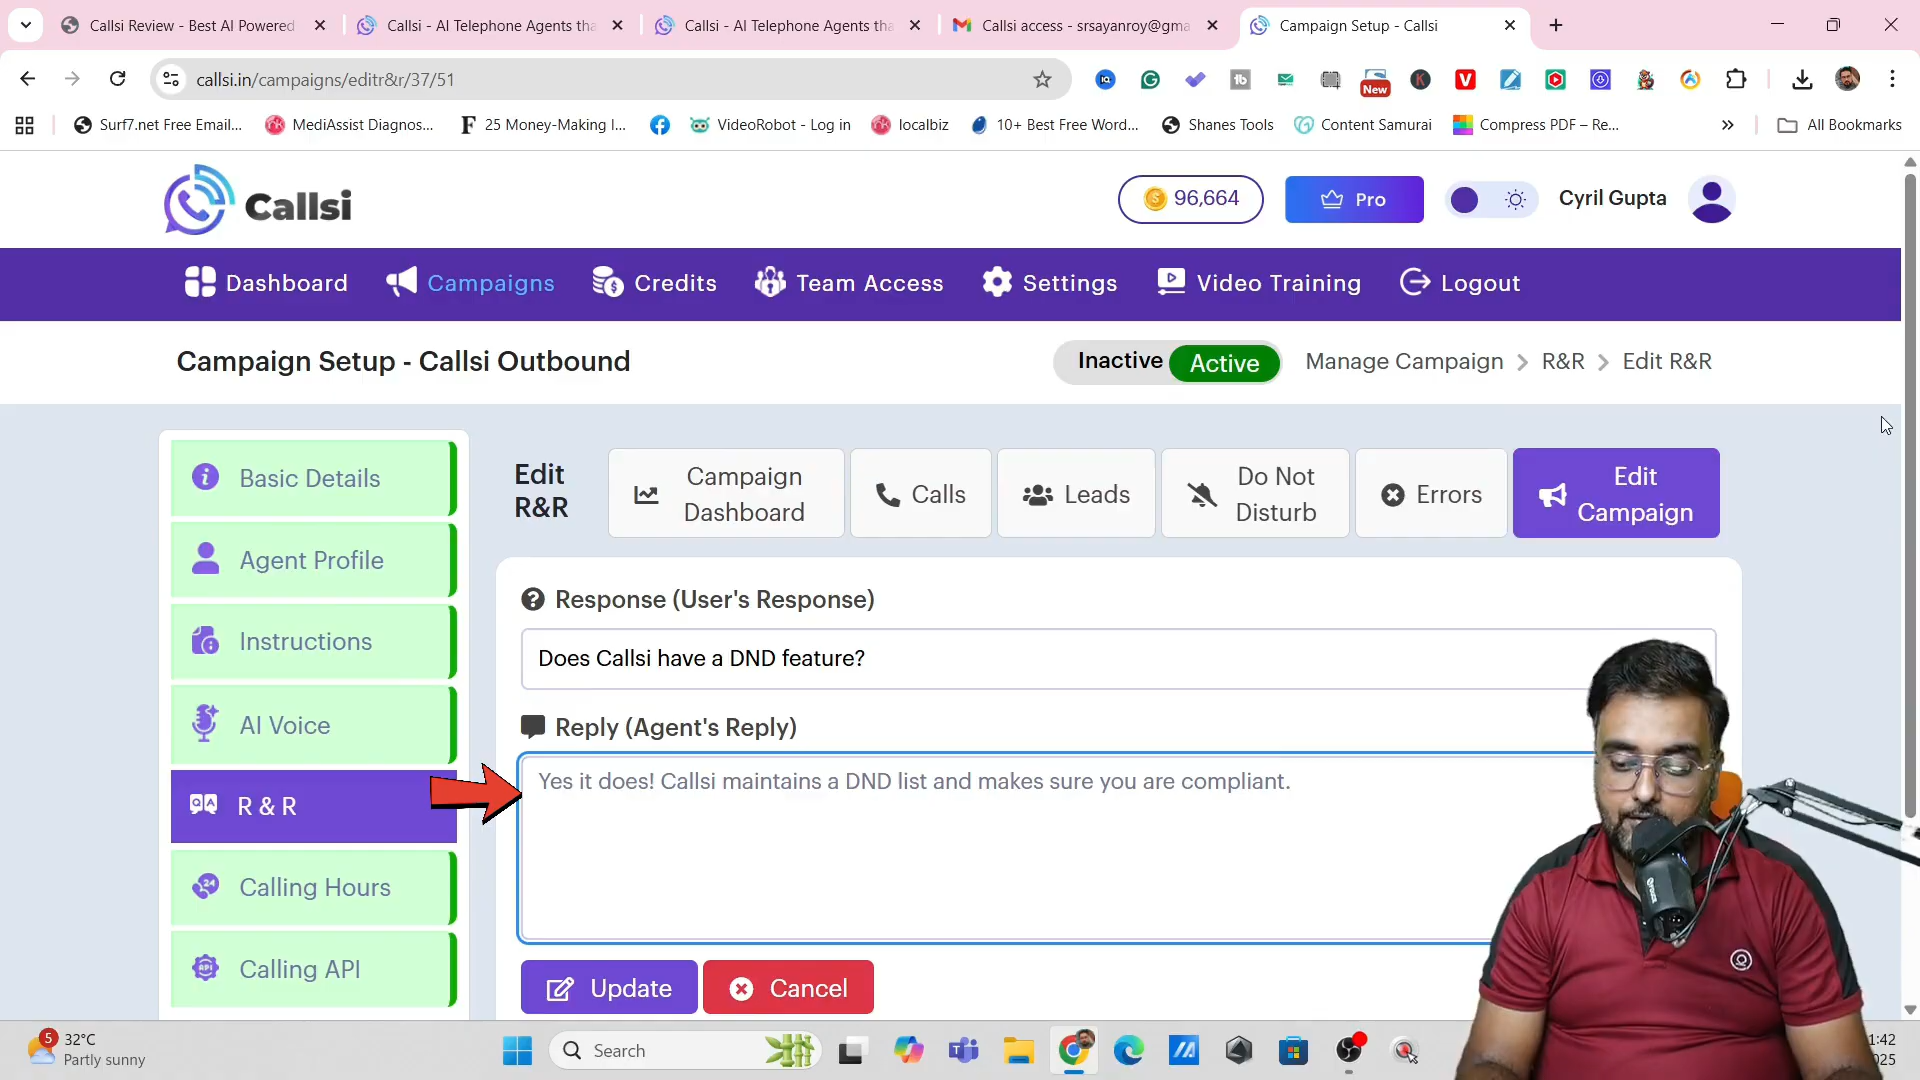 Callsi Review - Best AI Powered
Callsi - AI Telephone Agents tha
Callsi - AI Telephone Agents tha
Callsi access - srsayanroy@gma
Campaign Setup - Callsi
callsi.in/campaigns/editr&r/37/51
New
Surf7.net Free Email...
MediAssist Diagnos...
25 Money-Making I...
VideoRobot - Log in
localbiz
10+ Best Free Word...
Shanes Tools
Content Samurai
Compress PDF – Re...
All Bookmarks
Callsi
96,664
Pro
Cyril Gupta
Dashboard
Campaigns
Credits
Team Access
Settings
Video Training
Logout
Campaign Setup - Callsi Outbound
Inactive
Active
Manage Campaign > R&R > Edit R&R
Basic Details
Agent Profile
Instructions
AI Voice
R & R
Calling Hours
Calling API
Edit
R&R
Campaign
Dashboard
Calls
Leads
Do Not
Disturb
Errors
Edit
Campaign
Response (User's Response)
Does Callsi have a DND feature?
Reply (Agent's Reply)
Yes it does! Callsi maintains a DND list and makes sure you are compliant.
Update
Cancel
5
32°C
Partly sunny
Search
1:42
025